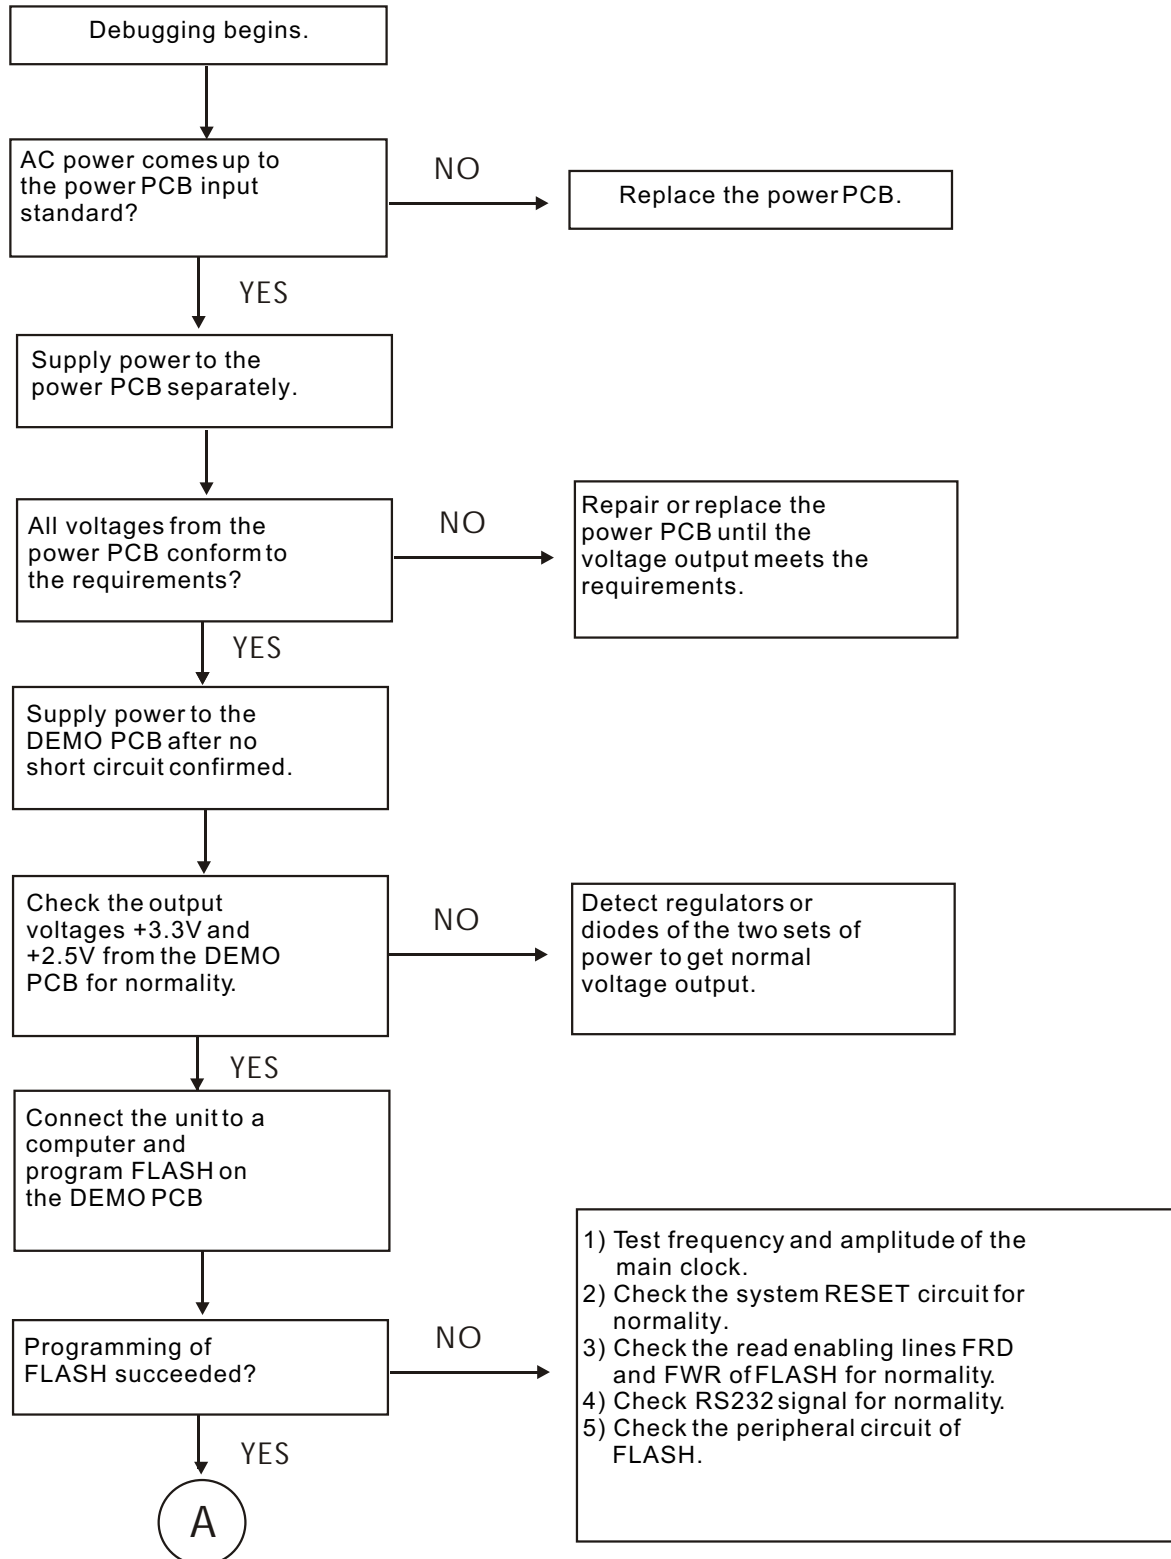 Debugging begins.
AC power comes up to
the power PCB input
standard?
NO
Replace the power PCB.
YES
Supply power to the
power PCB separately.
All voltages from the
power PCB conform to
the requirements?
NO
Repair or replace the
power PCB until the
voltage output meets the
requirements.
YES
Supply power to the
DEMO PCB after no
short circuit confirmed.
Check the output
voltages +3.3V and
+2.5V from the DEMO
PCB for normality.
NO
Detect regulators or
diodes of the two sets of
power to get normal
voltage output.
YES
Connect the unit to a
computer and
program FLASH on
the DEMO PCB
Programming of
FLASH succeeded?
NO
1) Test frequency and amplitude of the
main clock.
2) Check the system RESET circuit for
normality.
3) Check the read enabling lines FRD
and FWR of FLASH for normality.
4) Check RS232 signal for normality.
5) Check the peripheral circuit of
FLASH.
YES
A